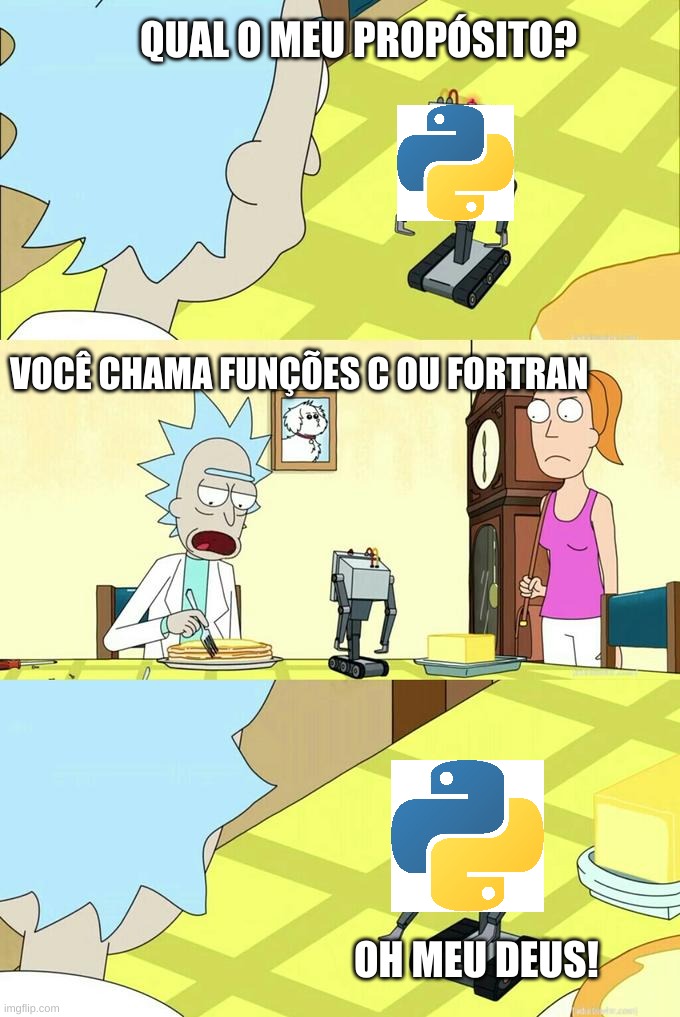 QUAL O MEU PROPÓSITO?
VOCÊ CHAMA FUNÇÕES C OU FORTRAN
OH MEU DEUS!
imgflip.com